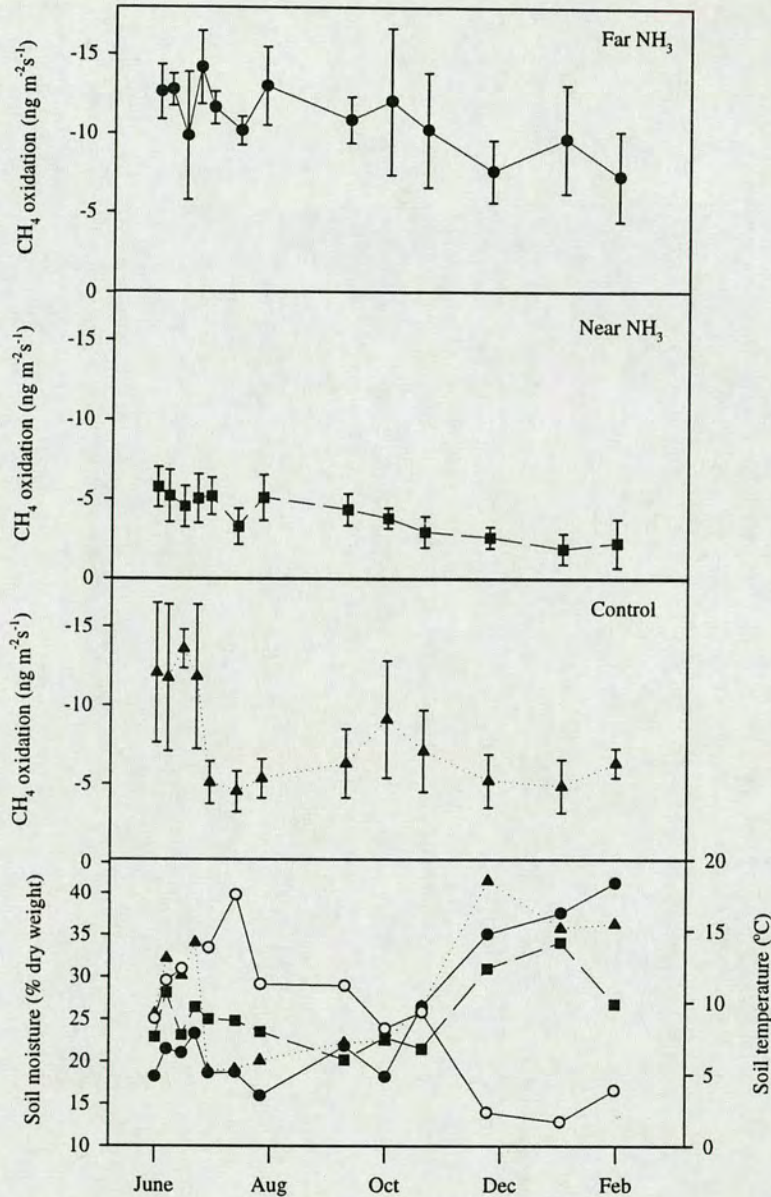 CH₄ oxidation (ng m⁻²s⁻¹)
-15
-10
-5
0
Far NH₃
CH₄ oxidation (ng m⁻²s⁻¹)
-15
-10
-5
0
Near NH₃
CH₄ oxidation (ng m⁻²s⁻¹)
-15
-10
-5
0
Control
Soil moisture (% dry weight)
40
35
30
25
20
15
10
20
15
10
5
0
Soil temperature (ºC)
June Aug Oct Dec Feb